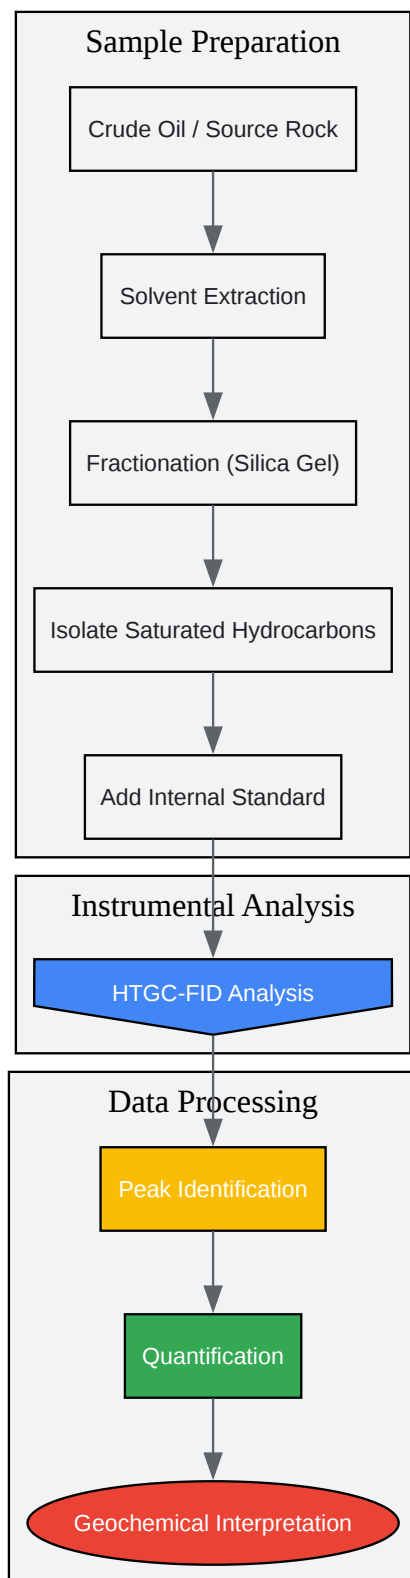 Sample Preparation
Crude Oil / Source Rock
Solvent Extraction
Fractionation (Silica Gel)
Isolate Saturated Hydrocarbons
Add Internal Standard
Instrumental Analysis
HTGC-FID Analysis
Data Processing
Peak Identification
Quantification
Geochemical Interpretation